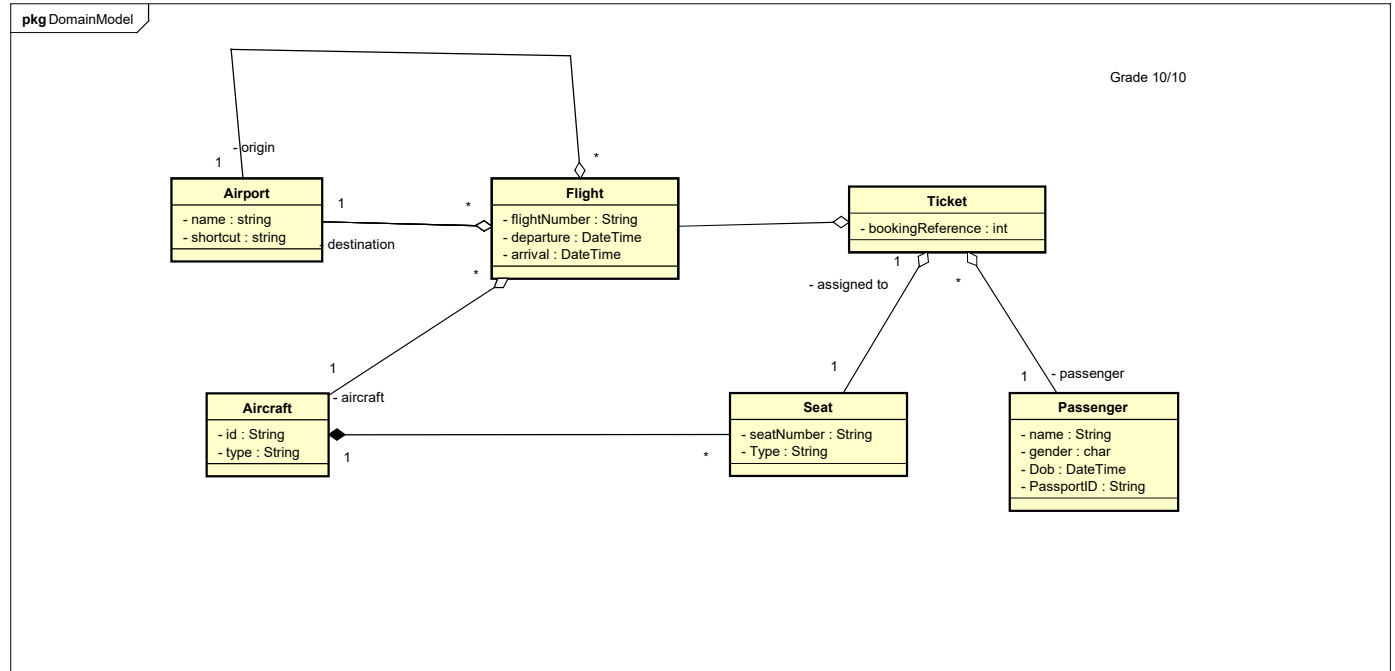 pkg DomainModel
Grade 10/10
- origin
1
*
Airport
- name : string
- shortcut : string
1
*
- destination
Flight
- flightNumber : String
- departure : DateTime
- arrival : DateTime
*
Ticket
- bookingReference : int
1
- assigned to
*
1
- aircraft
1
1
- passenger
Aircraft
- id : String
- type : String
1
*
Seat
- seatNumber : String
- Type : String
Passenger
- name : String
- gender : char
- Dob : DateTime
- PassportID : String